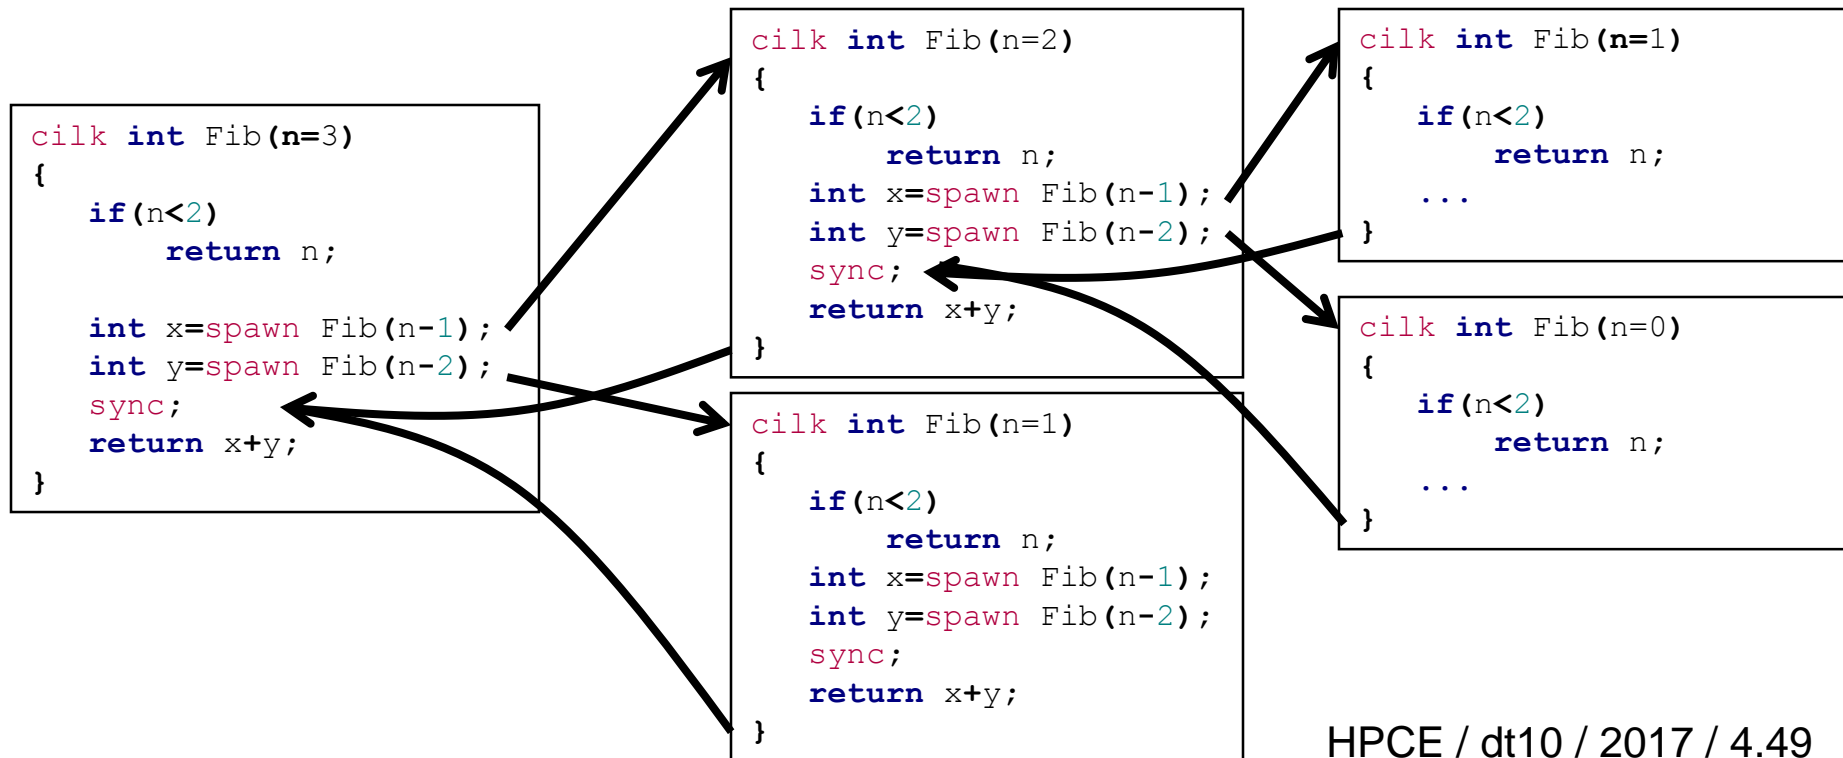 cilk int Fib(n=3)
{
if(n<2)
return n;
int x=spawn Fib(n-1);
int y=spawn Fib(n-2);
sync;
return x+y;
}
cilk int Fib(n=2)
{
if(n<2)
return n;
int x=spawn Fib(n-1);
int y=spawn Fib(n-2);
sync;
return x+y;
}
cilk int Fib(n=1)
{
if(n<2)
return n;
int x=spawn Fib(n-1);
int y=spawn Fib(n-2);
sync;
return x+y;
}
cilk int Fib(n=1)
{
if(n<2)
return n;
...
}
cilk int Fib(n=0)
{
if(n<2)
return n;
...
}
HPCE / dt10 / 2017 / 4.49